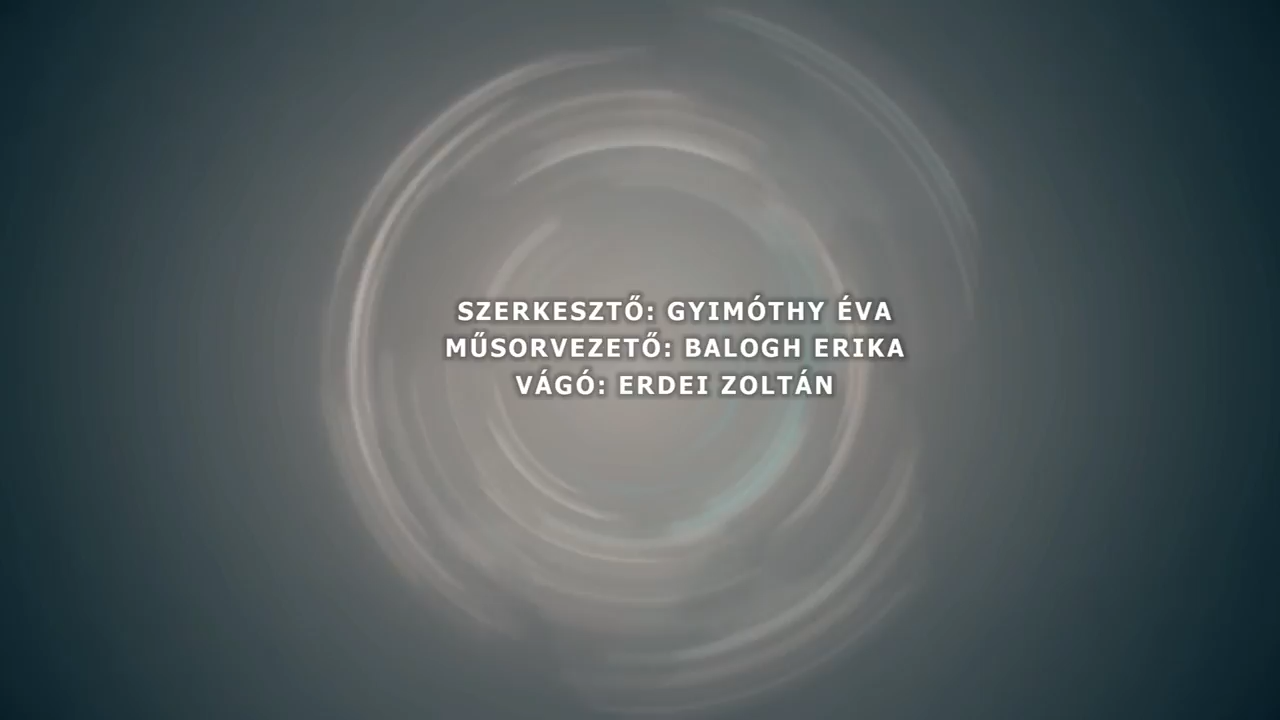 SZERKESZTŐ: GYIMÓTHY ÉVA
MŰSORVEZETŐ: BALOGH ERIKA
VÁGÓ: ERDEI ZOLTÁN